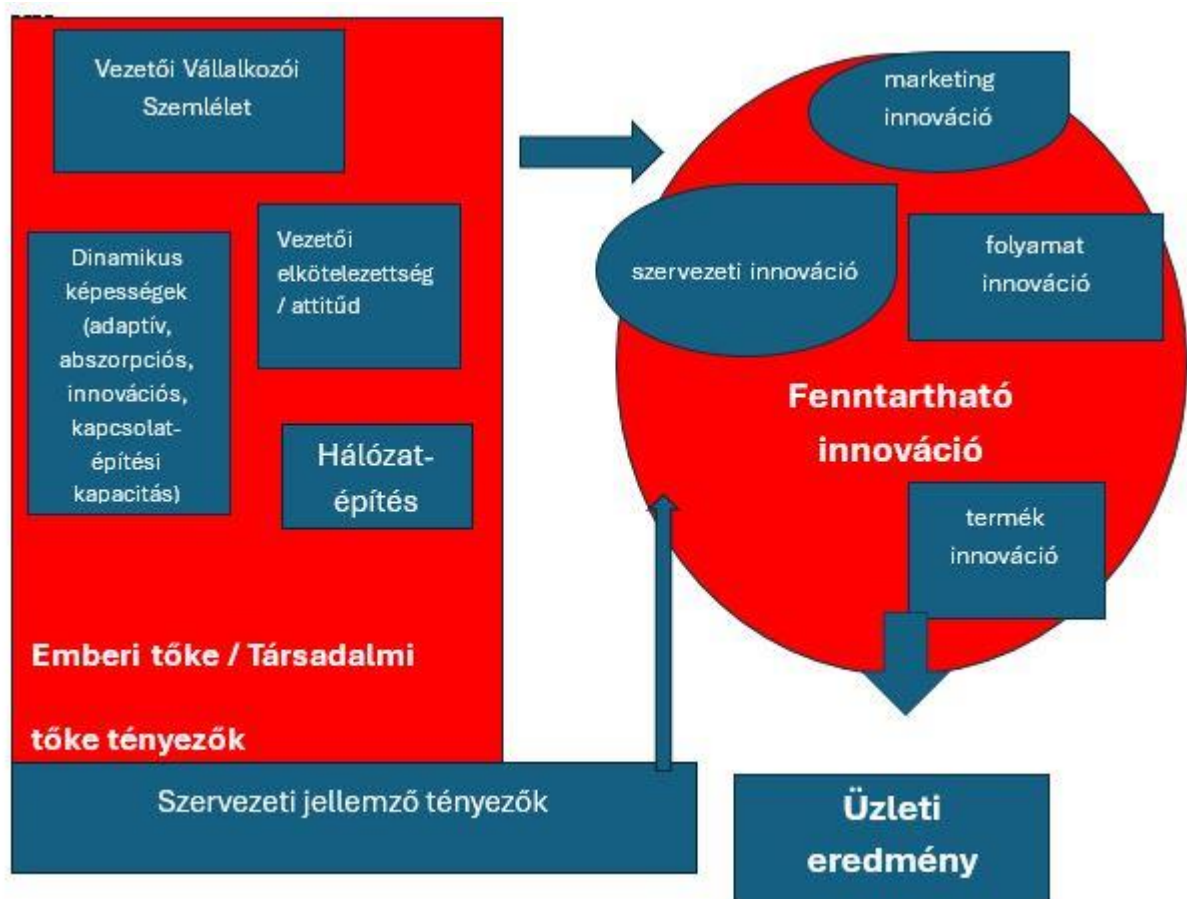 Vezetői Vállalkozói
Szemlélet
Dinamikus
képességek
(adaptív,
abszorpciós,
innovációs,
kapcsolat-
építési
kapacitás)
Vezetői
elkötelezettség
/ attitűd
Hálózat-
építés
Emberi tőke / Társadalmi
tőke tényezők
Szervezeti jellemző tényezők
marketing
innováció
szervezeti innováció
folyamat
innováció
Fenntartható
innováció
termék
innováció
Üzleti
eredmény